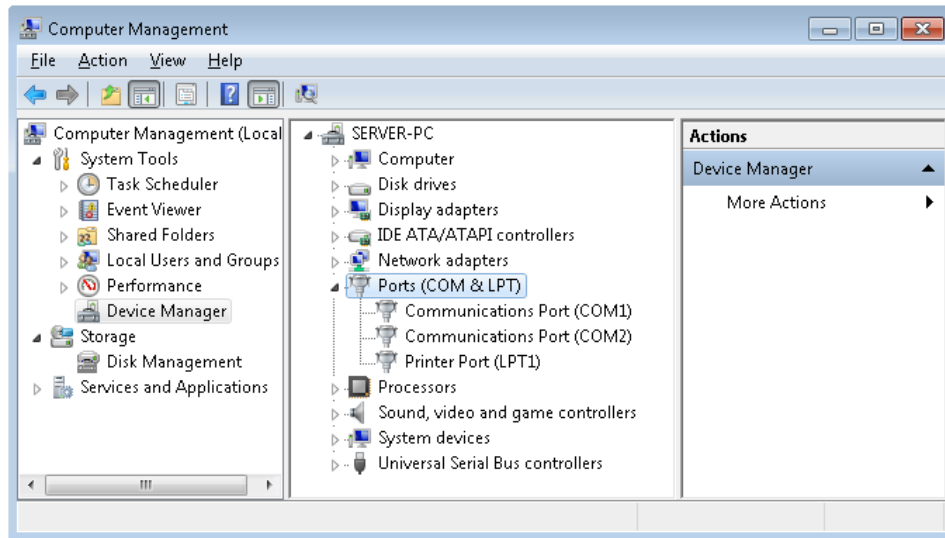 Computer Management
File Action View Help
Computer Management (Local
System Tools
Task Scheduler
Event Viewer
Shared Folders
Local Users and Groups
Performance
Device Manager
Storage
Disk Management
Services and Applications
SERVER-PC
Computer
Disk drives
Display adapters
IDE ATA/ATAPI controllers
Network adapters
Ports (COM & LPT)
Communications Port (COM1)
Communications Port (COM2)
Printer Port (LPT1)
Processors
Sound, video and game controllers
System devices
Universal Serial Bus controllers
Actions
Device Manager
More Actions